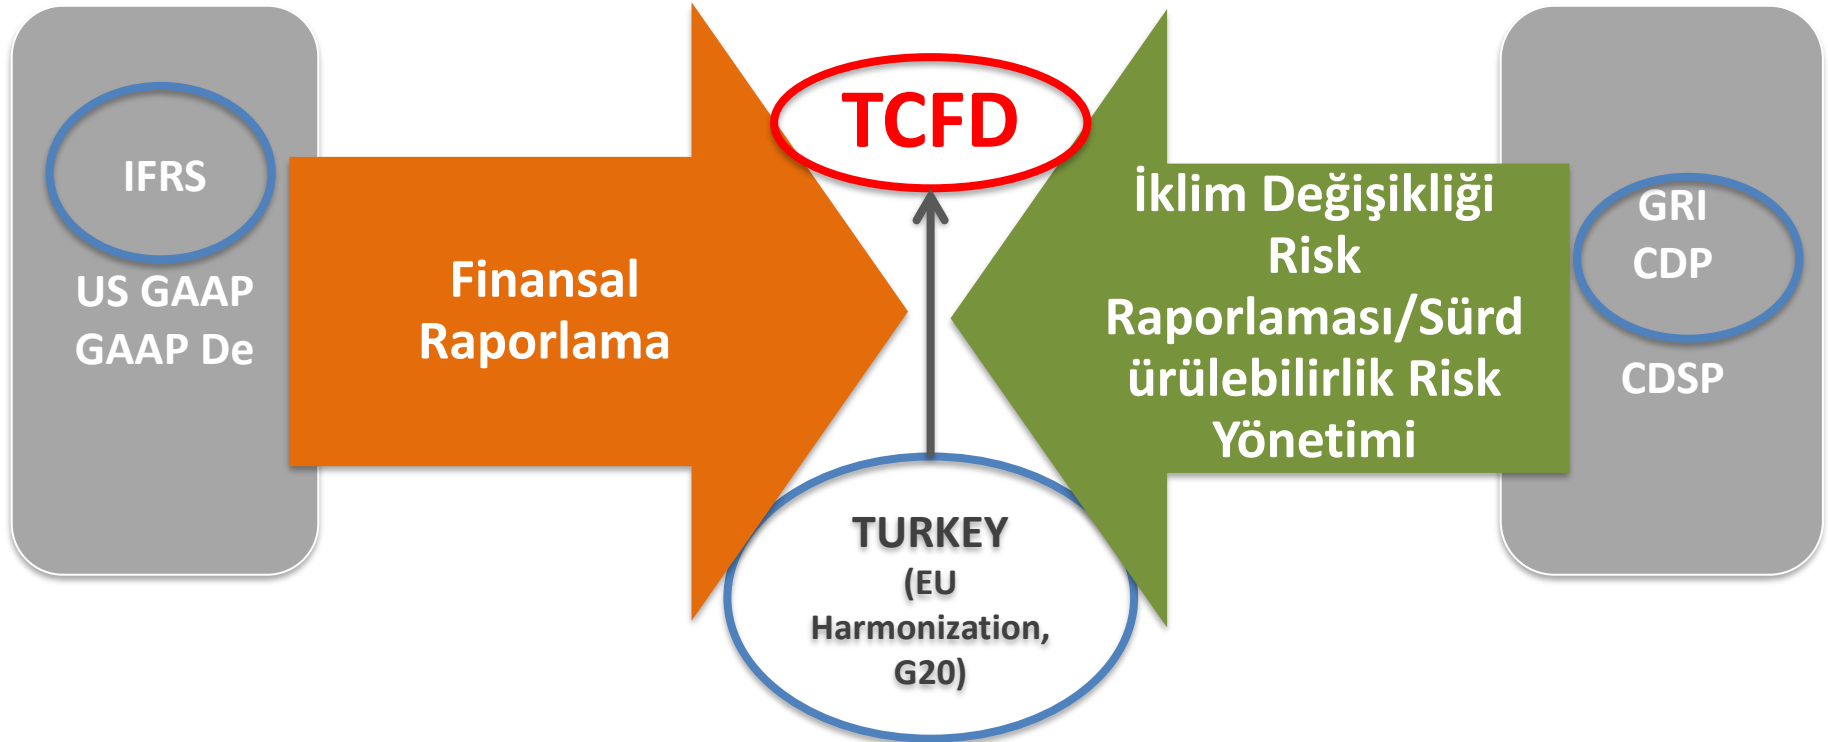 IFRS
US GAAP
GAAP De
Finansal
Raporlama
TCFD
TURKEY
(EU
Harmonization,
G20)
İklim Değişikliği
Risk
Raporlaması/Sürd
ürülebilirlik Risk
Yönetimi
GRI
CDP
CDSP